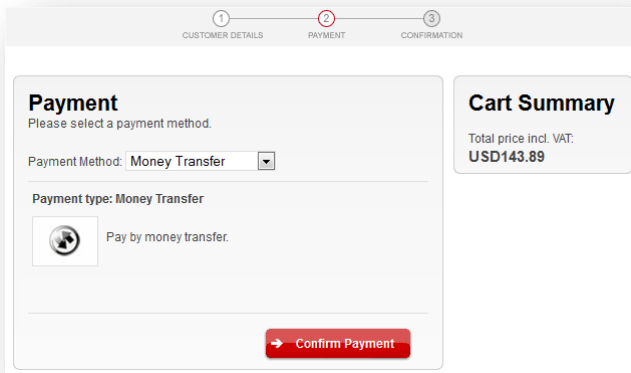 1 2 3
CUSTOMER DETAILS PAYMENT CONFIRMATION
Payment
Please select a payment method.
Payment Method: Money Transfer
Payment type: Money Transfer
Pay by money transfer.
Confirm Payment
Cart Summary
Total price incl. VAT:
USD143.89